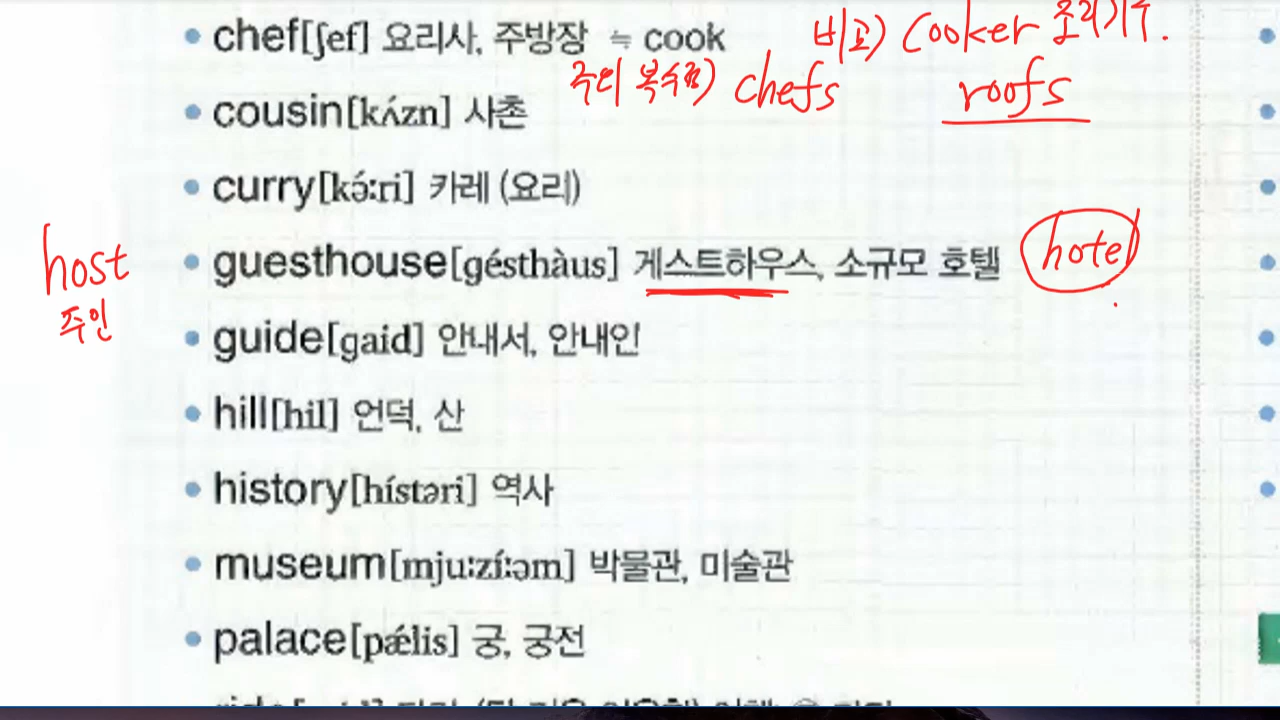 chef[ʃef] 요리사, 주방장 ≒ cook 비교) Cooker 조리기구.
주의 복수형) chefs roofs
cousin[kʌ́zn] 사촌
curry[kə́ːri] 카레 (요리)
host
주인
guesthouse[gésthàus] 게스트하우스, 소규모 호텔 hotel
guide[gaid] 안내서, 안내인
hill[hil] 언덕, 산
history[hístəri] 역사
museum[mjuːzíːəm] 박물관, 미술관
palace[pǽlis] 궁, 궁전